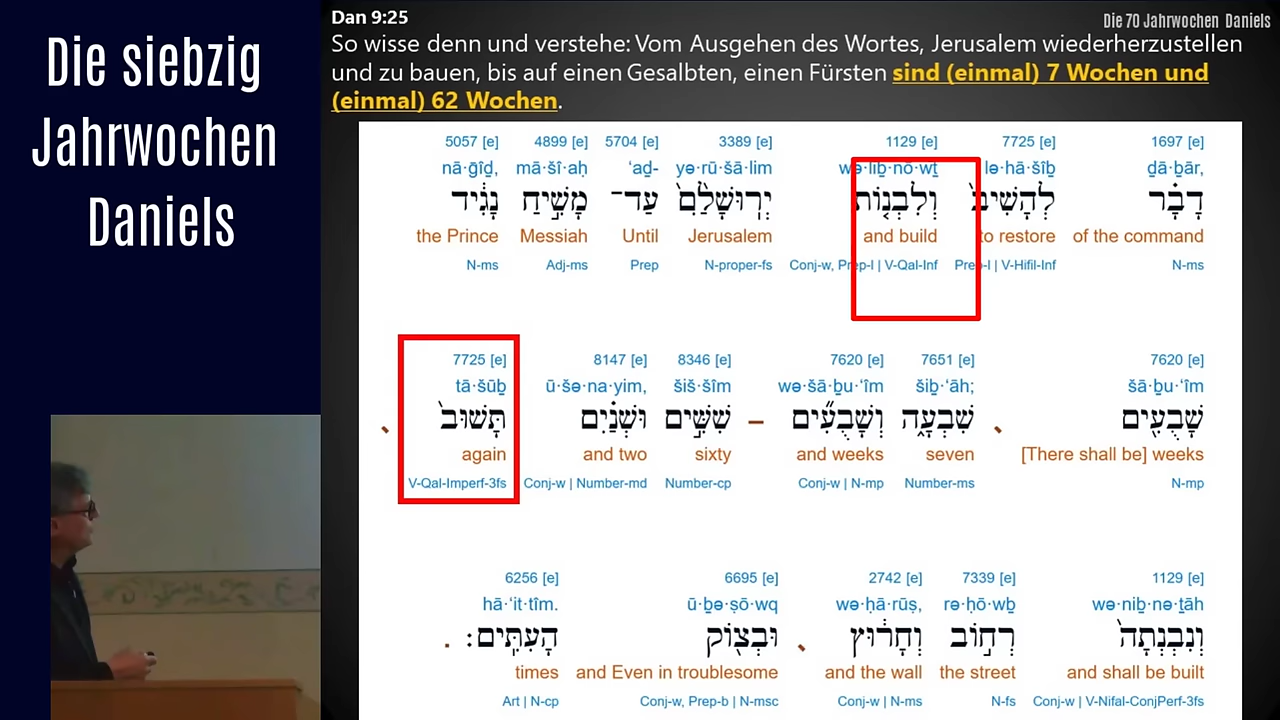 Die siebzig
Jahrwochen
Daniels
Dan 9:25
Die 70 Jahrwochen Daniels
So wisse denn und verstehe: Vom Ausgehen des Wortes, Jerusalem wiederherzustellen
und zu bauen, bis auf einen Gesalbten, einen Fürsten sind (einmal) 7 Wochen und
(einmal) 62 Wochen.
5057 [e] 4899 [e] 5704 [e] 3389 [e] 1129 [e] 7725 [e] 1697 [e]
nā·ḡîḏ, mā·šî·aḥ ‘aḏ- yə·rū·šā·lim wə·liḇ·nō·wṯ lə·hā·šîḇ ḏā·ḇār,
דָבָ֗ר לְהָשִׁיב֙ וְלִבְנ֤וֹת יְרֽוּשָׁלִַ֙ם֙ עַד־ מָשִׁ֣יחַ נָגִ֔יד
the Prince Messiah Until Jerusalem and build to restore of the command
N-ms Adj-ms Prep N-proper-fs Conj-w, Prep-l | V-Qal-Inf Prep-l | V-Hifil-Inf N-ms
7725 [e] 8147 [e] 8346 [e] 7620 [e] 7651 [e] 7620 [e]
tā·šūḇ ū·šə·na·yim, šiš·šîm wə·šā·ḇu·‘îm šiḇ·‘āh; šā·ḇu·‘îm
שָׁבֻעִ֖ים 、 שִׁבְעָ֑ה וְשָׁבֻעִ֞ים – שִׁשִּׁ֣ים וּשְׁנַ֗יִם תָּשׁוּב֙ 、
again and two sixty and weeks seven [There shall be] weeks
V-Qal-Imperf-3fs Conj-w | Number-md Number-cp Conj-w | N-mp Number-ms N-mp
6256 [e] 6695 [e] 2742 [e] 7339 [e] 1129 [e]
hā·‘it·tîm. ū·ḇə·ṣō·wq wə·ḥā·rūṣ, rə·ḥō·wḇ wə·niḇ·nə·ṯāh
וְנִבְנְתָה֙ רְח֣וֹב וְחָר֔וּץ 、 וּבְצ֖וֹק הָעִתִּֽים׃ .
times and Even in troublesome and the wall the street and shall be built
Art | N-cp Conj-w, Prep-b | N-msc Conj-w | N-ms N-fs Conj-w | V-Nifal-ConjPerf-3fs